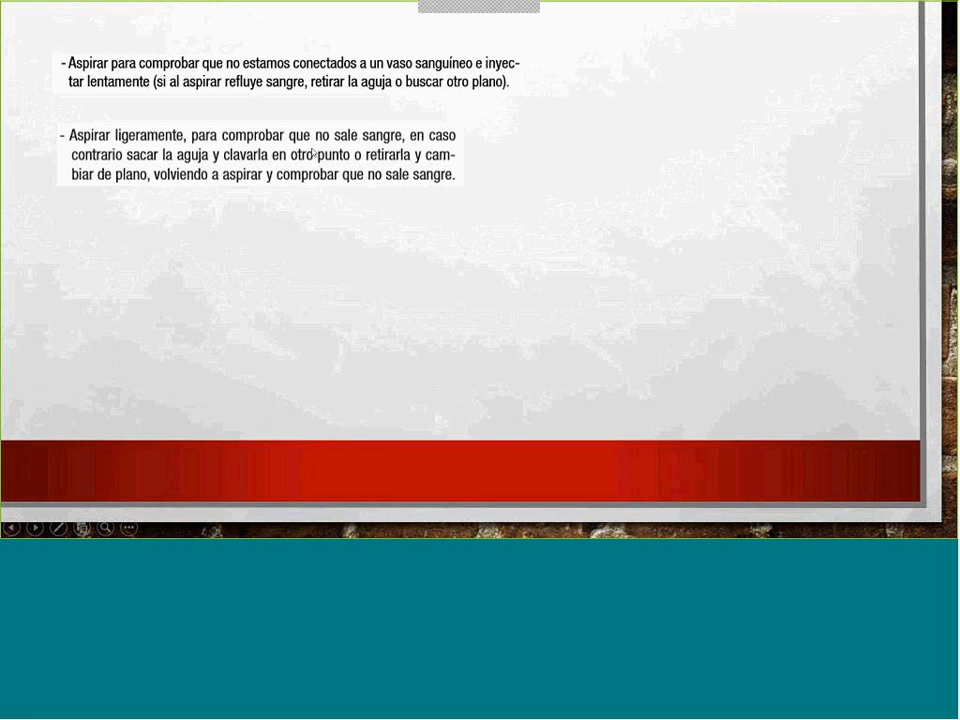 - Aspirar para comprobar que no estamos conectados a un vaso sanguíneo e inyec-
tar lentamente (si al aspirar refluye sangre, retirar la aguja o buscar otro plano).
- Aspirar ligeramente, para comprobar que no sale sangre, en caso
contrario sacar la aguja y clavarla en otro punto o retirarla y cam-
biar de plano, volviendo a aspirar y comprobar que no sale sangre.